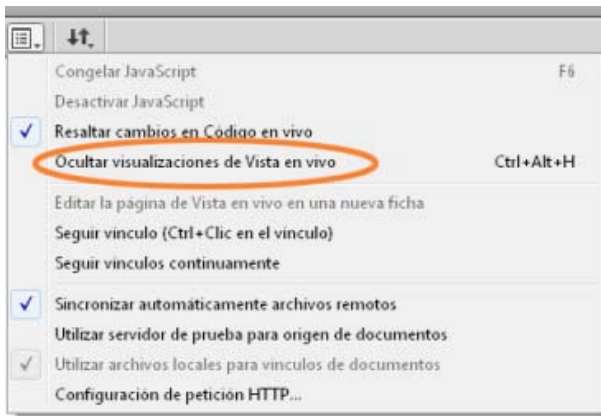 Congelar JavaScript F6
Desactivar JavaScript
Resaltar cambios en Código en vivo
Ocultar visualizaciones de Vista en vivo Ctrl+Alt+H
Editar la página de Vista en vivo en una nueva ficha
Seguir vínculo (Ctrl+Clic en el vínculo)
Seguir vínculos continuamente
Sincronizar automáticamente archivos remotos
Utilizar servidor de prueba para origen de documentos
Utilizar archivos locales para vínculos de documentos
Configuración de petición HTTP...